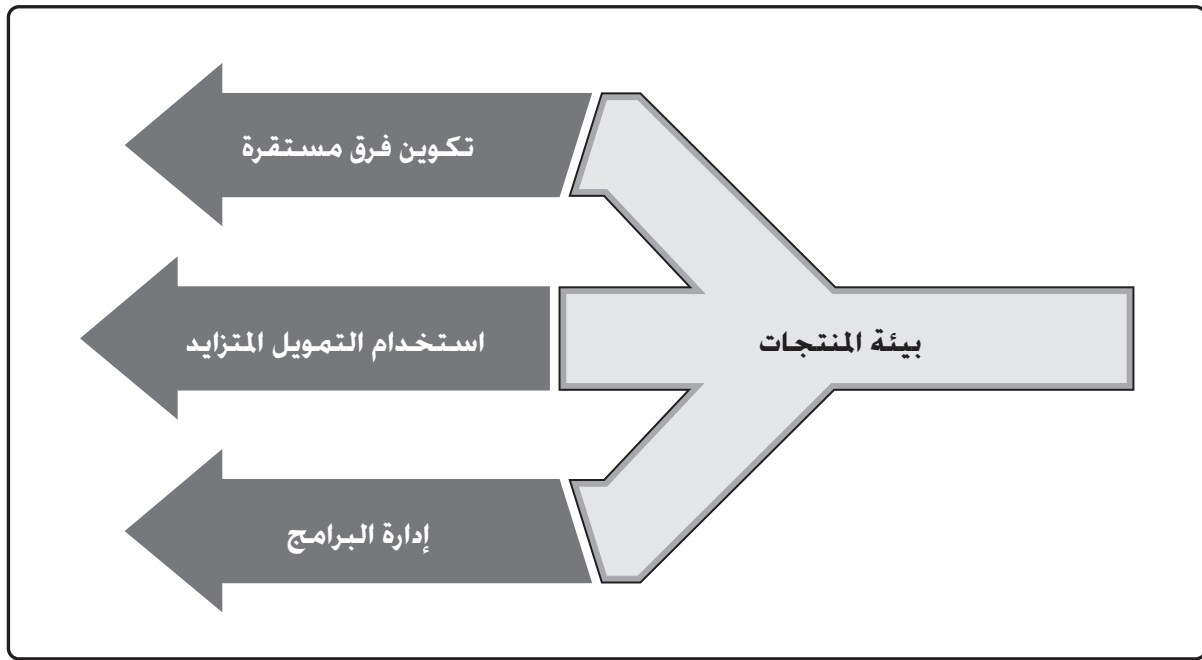 تكوين فرق مستقرة
بيئة المنتجات
استخدام التمويل المتزايد
إدارة البرامج